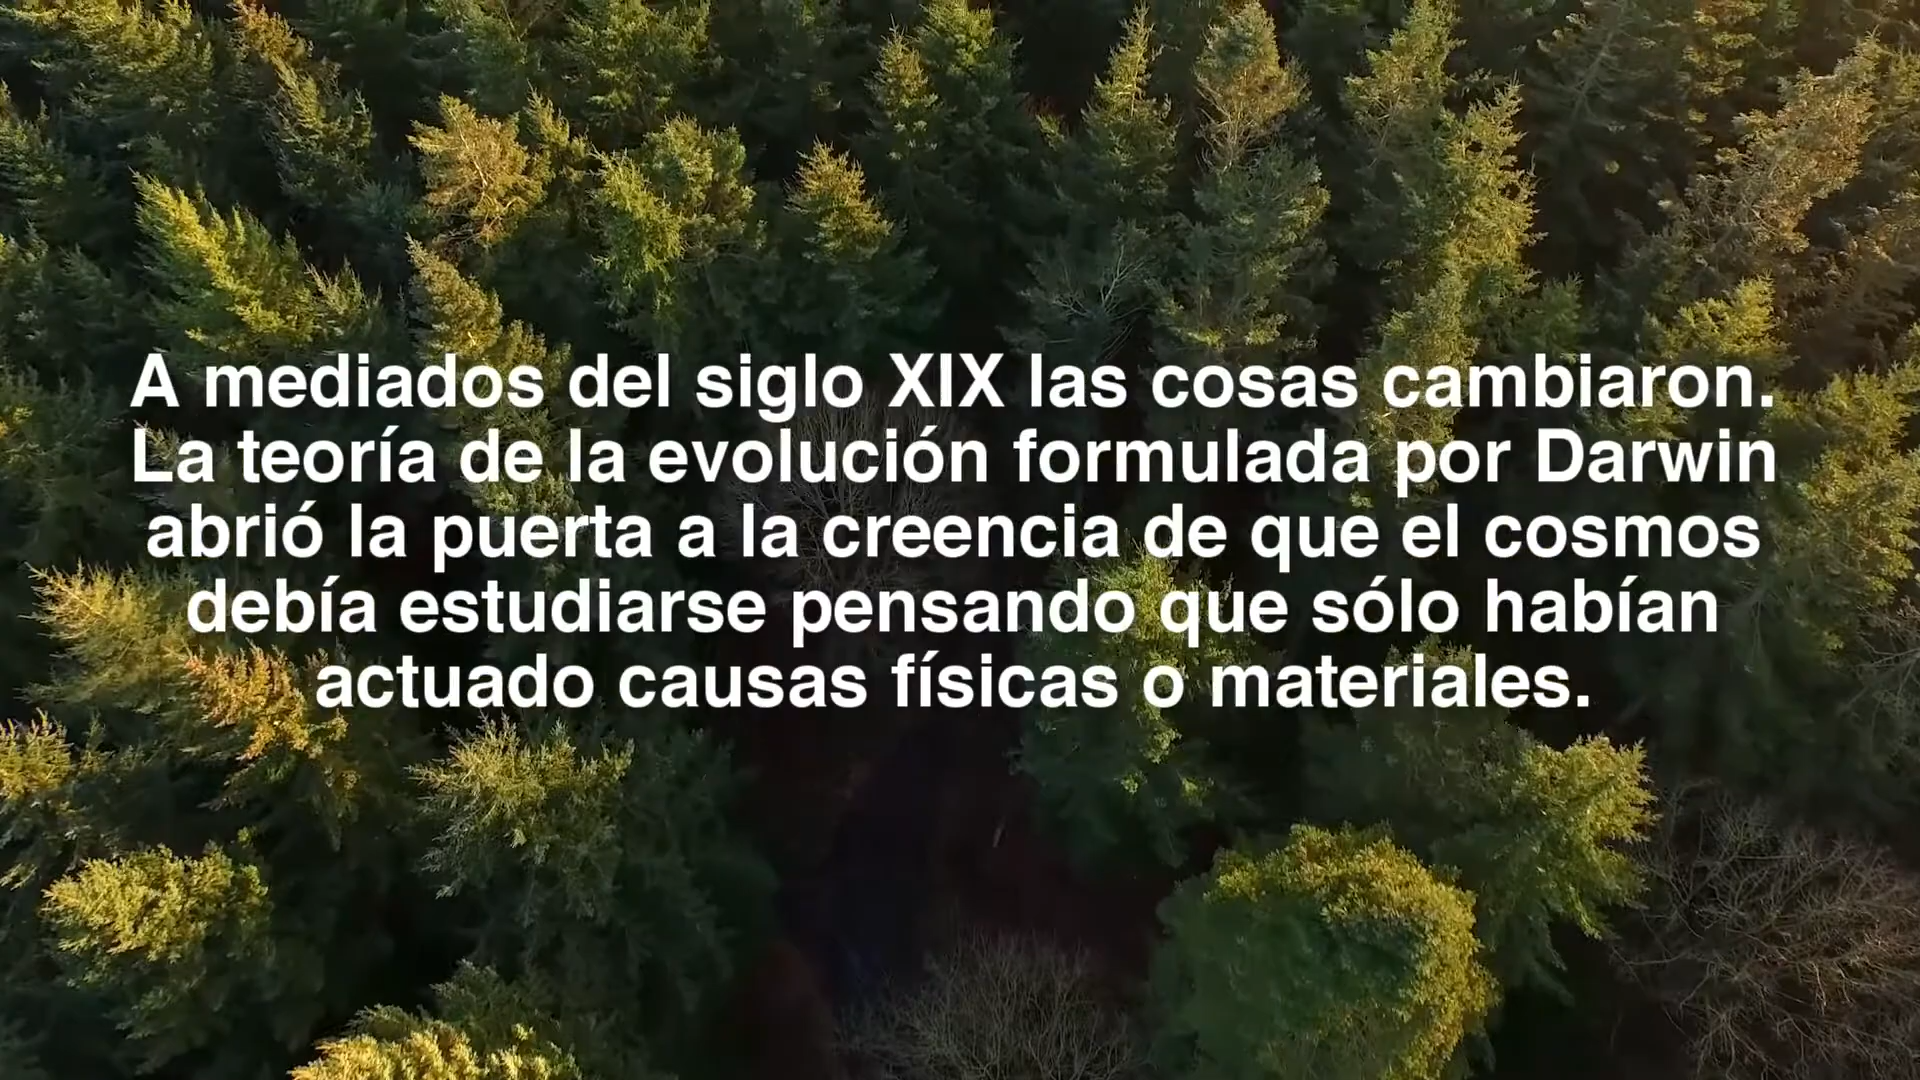 A mediados del siglo XIX las cosas cambiaron.
La teoría de la evolución formulada por Darwin
abrió la puerta a la creencia de que el cosmos
debía estudiarse pensando que sólo habían
actuado causas físicas o materiales.